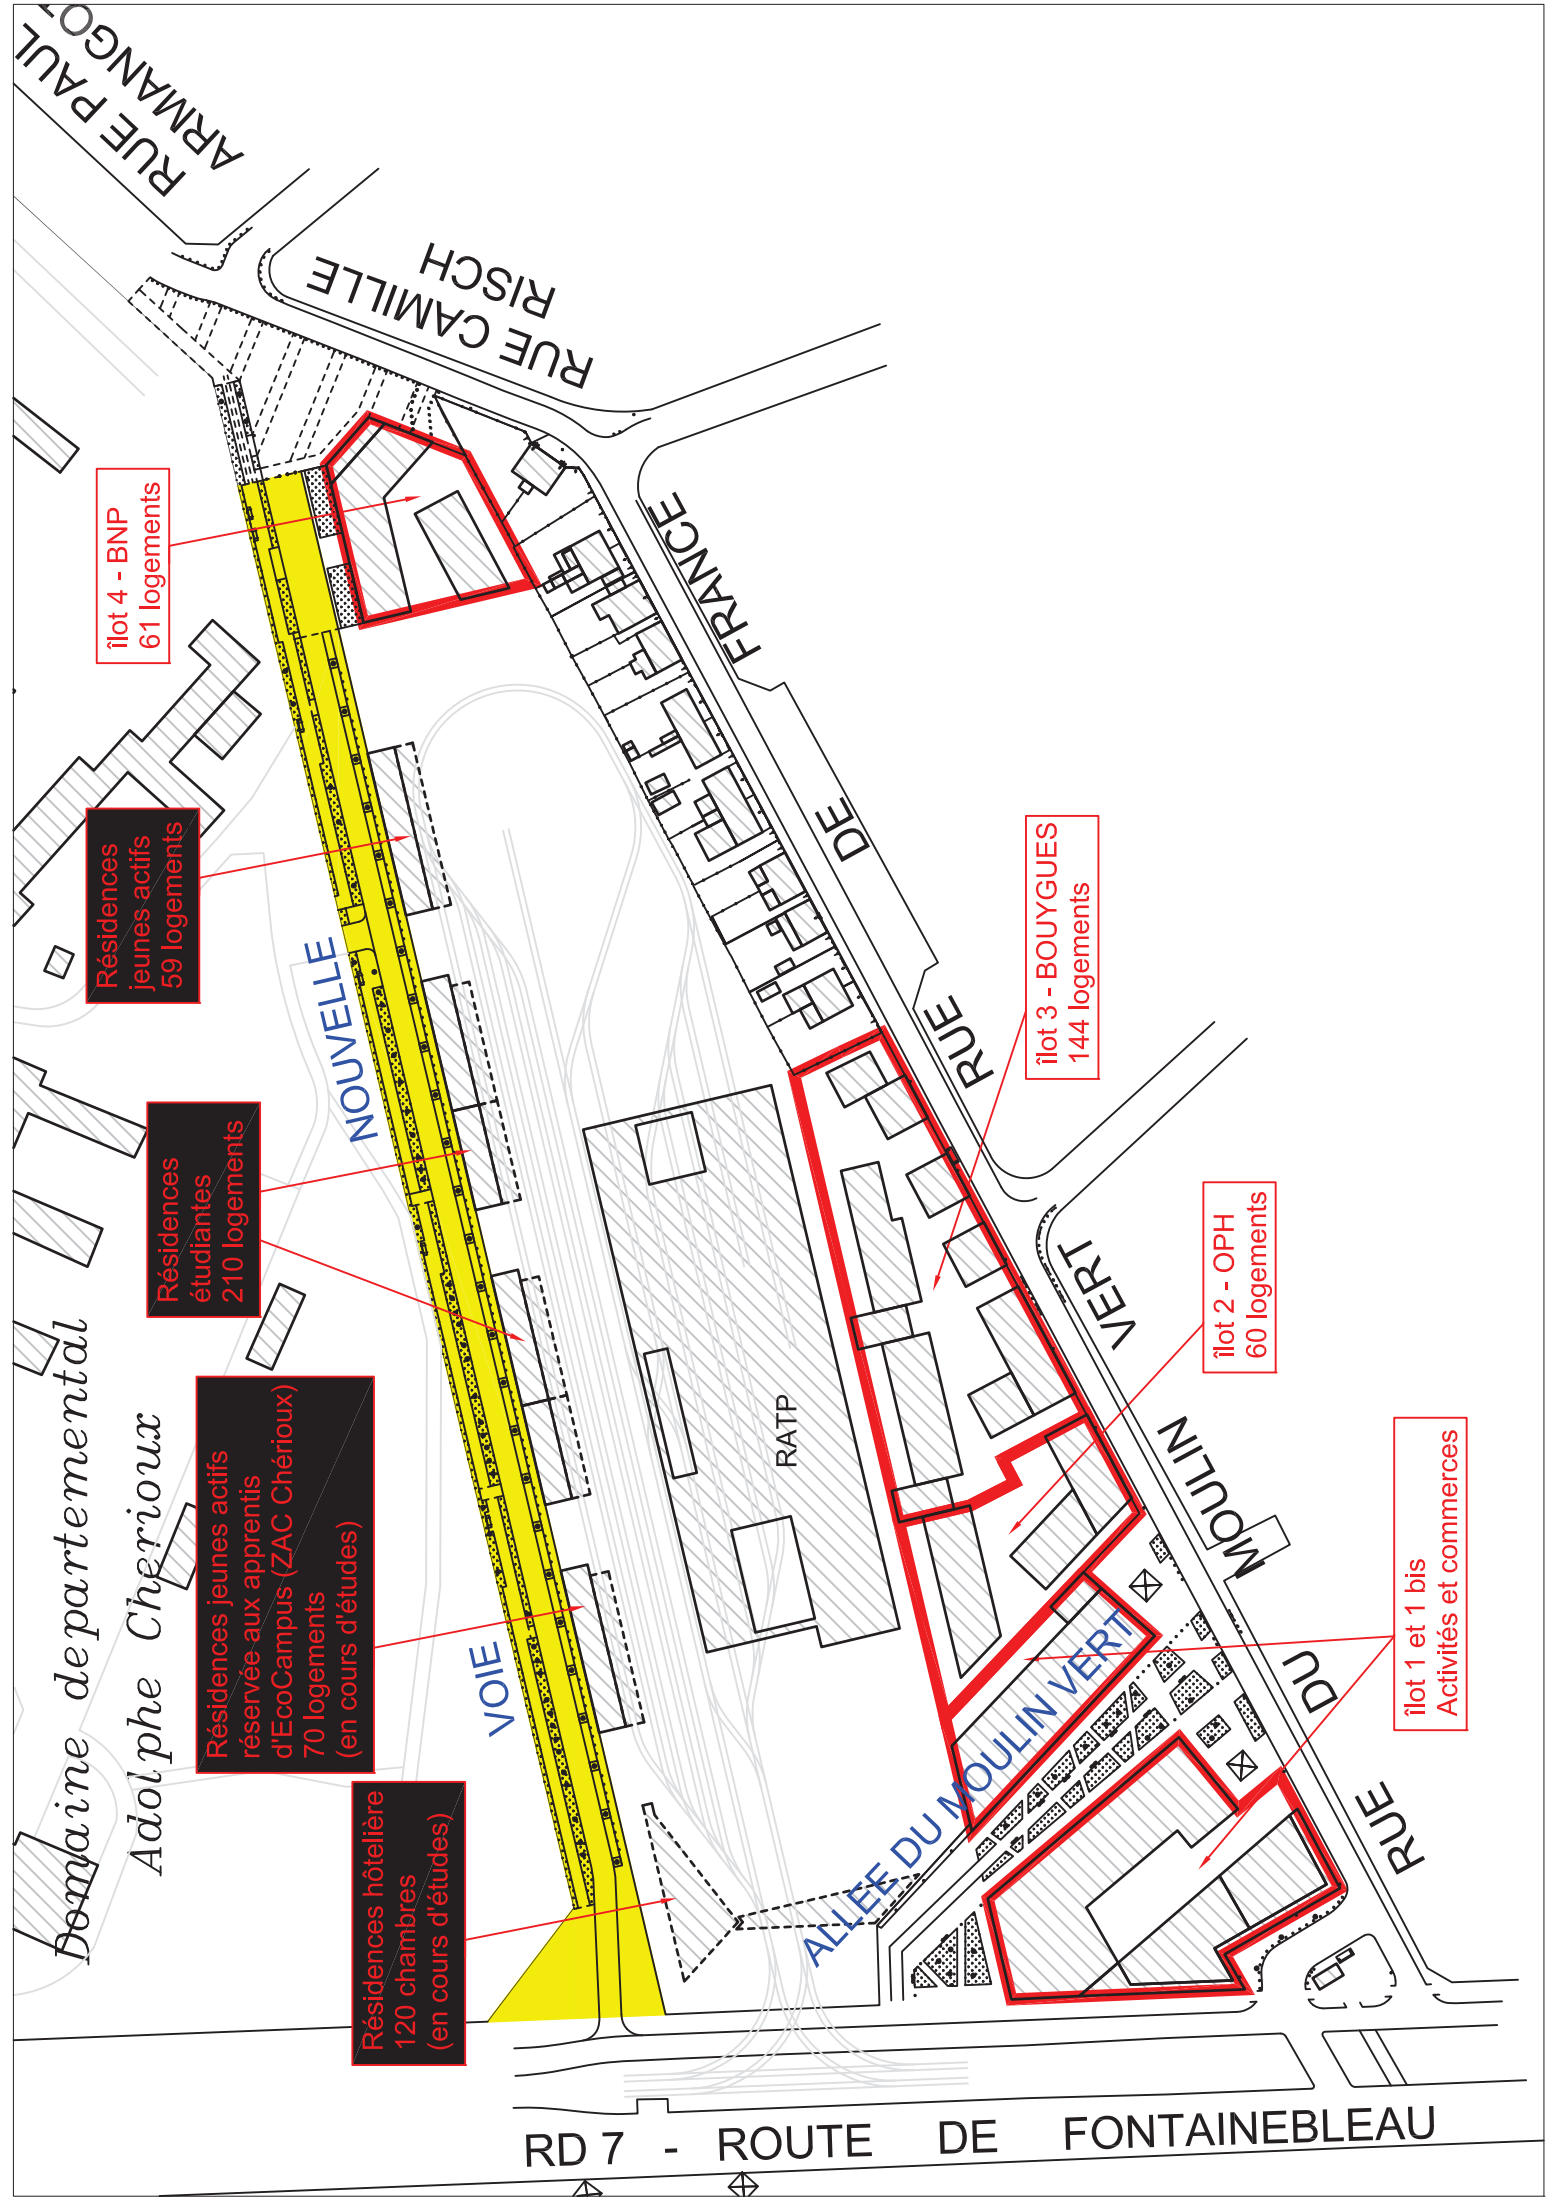 RUE PAUL
ARMANGOT
RUE CAMILLE
RISCH
îlot 4 - BNP
61 logements
Résidences
jeunes actifs
59 logements
Résidences
étudiantes
210 logements
Résidences jeunes actifs
réservée aux apprentis
d'EcoCampus (ZAC Chérioux)
70 logements
(en cours d'études)
Résidences hôtelière
120 chambres
(en cours d'études)
Domaine departemental
Adolphe Cherioux
VOIE NOUVELLE
RATP
îlot 3 - BOUYGUES
144 logements
îlot 2 - OPH
60 logements
îlot 1 et 1 bis
Activités et commerces
ALLEE DU MOULIN VERT
RUE DU MOULIN VERT
RUE DE FRANCE
RD 7 - ROUTE DE FONTAINEBLEAU